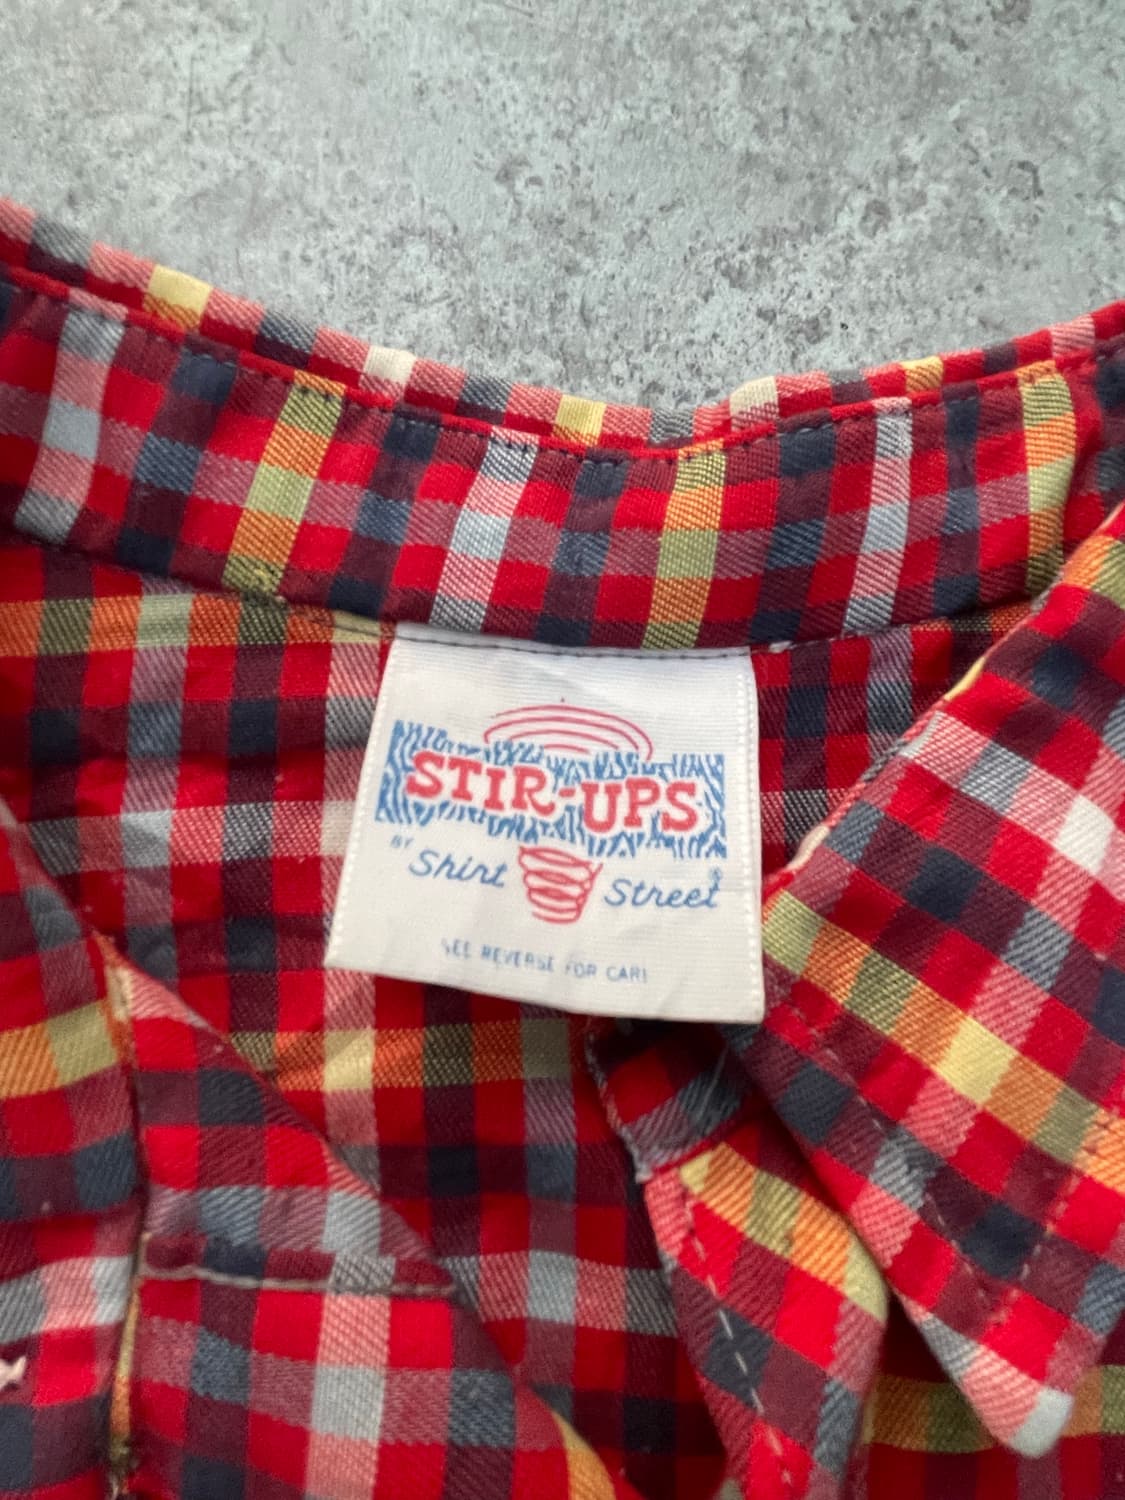 STIR-UPS
BY Shirt Street®
SEE REVERSE FOR CARE